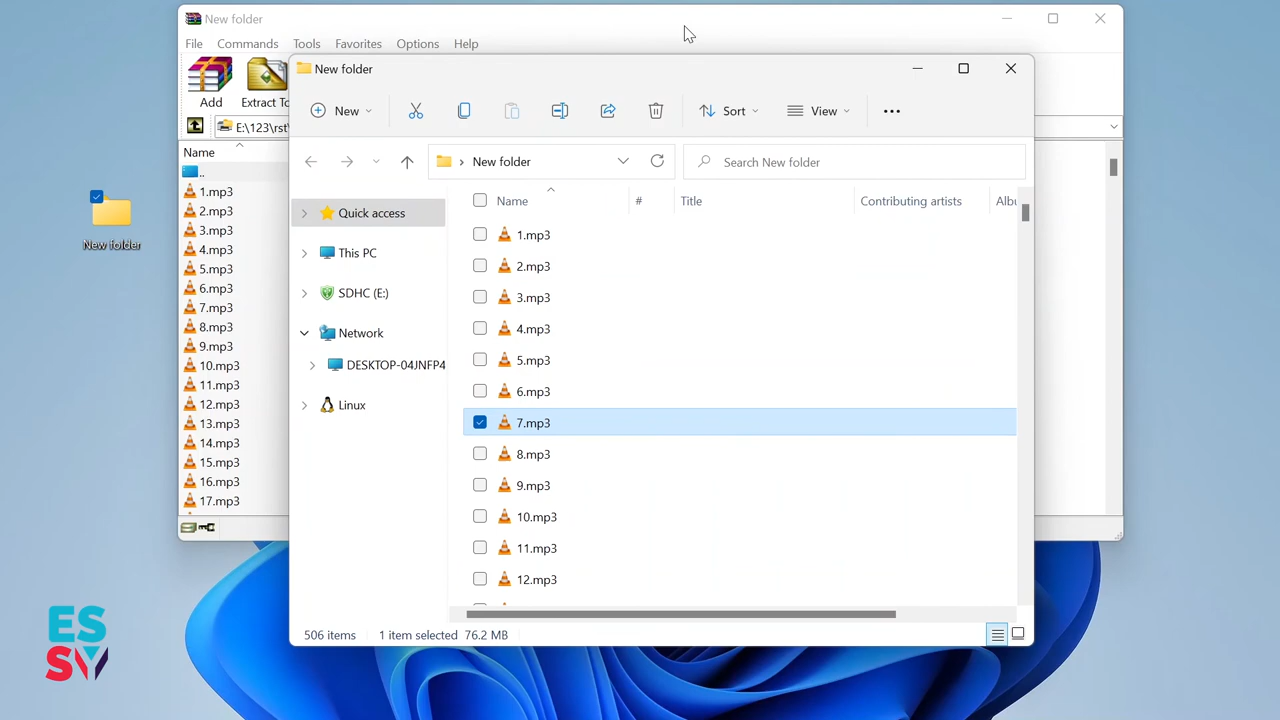 New folder
File Commands Tools Favorites Options Help
Add
Extract To
E:\123\rst\
Name
..
1.mp3
2.mp3
3.mp3
4.mp3
5.mp3
6.mp3
7.mp3
8.mp3
9.mp3
10.mp3
11.mp3
12.mp3
13.mp3
14.mp3
15.mp3
16.mp3
17.mp3
New folder
New folder
New Sort View
New folder
Search New folder
Quick access
This PC
SDHC (E:)
Network
DESKTOP-04JNFP4
Linux
Name # Title Contributing artists Albu
1.mp3
2.mp3
3.mp3
4.mp3
5.mp3
6.mp3
7.mp3
8.mp3
9.mp3
10.mp3
11.mp3
12.mp3
506 items 1 item selected 76.2 MB
ES
SY